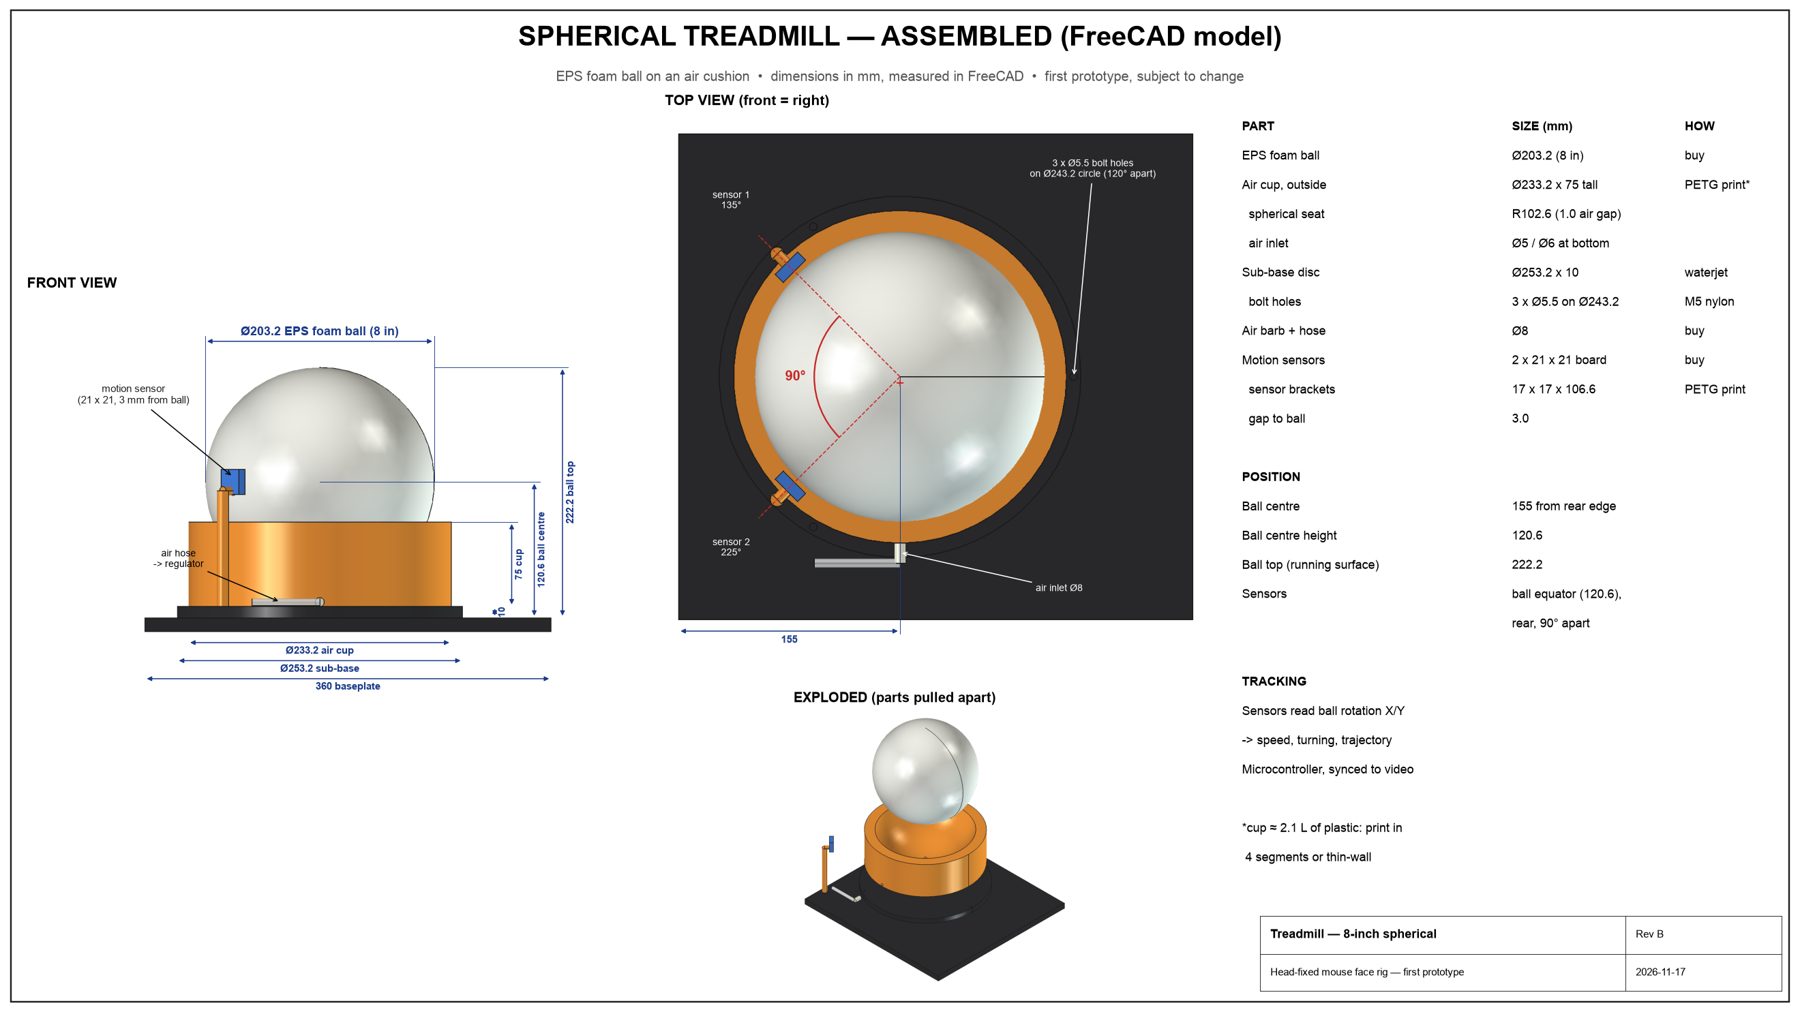 SPHERICAL TREADMILL — ASSEMBLED (FreeCAD model)
EPS foam ball on an air cushion • dimensions in mm, measured in FreeCAD • first prototype, subject to change
FRONT VIEW
Ø203.2 EPS foam ball (8 in)
motion sensor
(21 x 21, 3 mm from ball)
air hose
-> regulator
222.2 ball top
120.6 ball centre
75 cup
10
Ø233.2 air cup
Ø253.2 sub-base
360 baseplate
TOP VIEW (front = right)
3 x Ø5.5 bolt holes
on Ø243.2 circle (120° apart)
sensor 1
135°
90°
sensor 2
225°
air inlet Ø8
155
EXPLODED (parts pulled apart)
PART SIZE (mm) HOW
EPS foam ball Ø203.2 (8 in) buy
Air cup, outside Ø233.2 x 75 tall PETG print*
spherical seat R102.6 (1.0 air gap)
air inlet Ø5 / Ø6 at bottom
Sub-base disc Ø253.2 x 10 waterjet
bolt holes 3 x Ø5.5 on Ø243.2 M5 nylon
Air barb + hose Ø8 buy
Motion sensors 2 x 21 x 21 board buy
sensor brackets 17 x 17 x 106.6 PETG print
gap to ball 3.0
POSITION
Ball centre 155 from rear edge
Ball centre height 120.6
Ball top (running surface) 222.2
Sensors ball equator (120.6),
rear, 90° apart
TRACKING
Sensors read ball rotation X/Y
-> speed, turning, trajectory
Microcontroller, synced to video
*cup ≈ 2.1 L of plastic: print in
4 segments or thin-wall
Treadmill — 8-inch spherical Rev B
Head-fixed mouse face rig — first prototype 2026-11-17